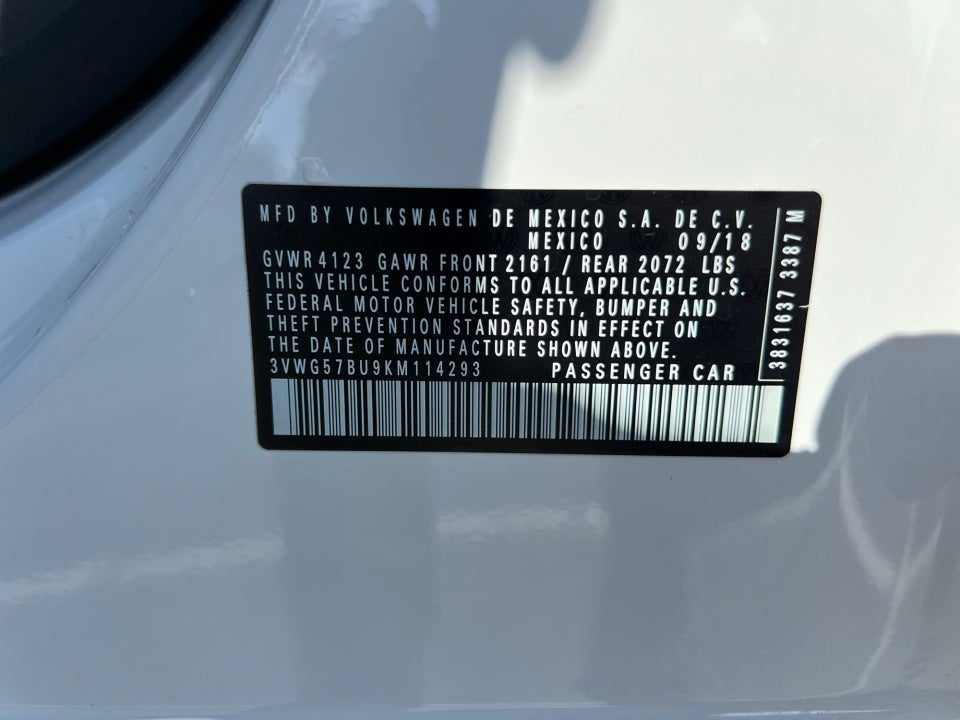 MFD BY VOLKSWAGEN DE MEXICO S.A. DE C.V.
MEXICO 09/18
GVWR 4123 GAWR FRONT 2161 / REAR 2072 LBS
THIS VEHICLE CONFORMS TO ALL APPLICABLE U.S.
FEDERAL MOTOR VEHICLE SAFETY, BUMPER AND
THEFT PREVENTION STANDARDS IN EFFECT ON
THE DATE OF MANUFACTURE SHOWN ABOVE.
3VWG57BU9KM114293 PASSENGER CAR
3831637 3387 M